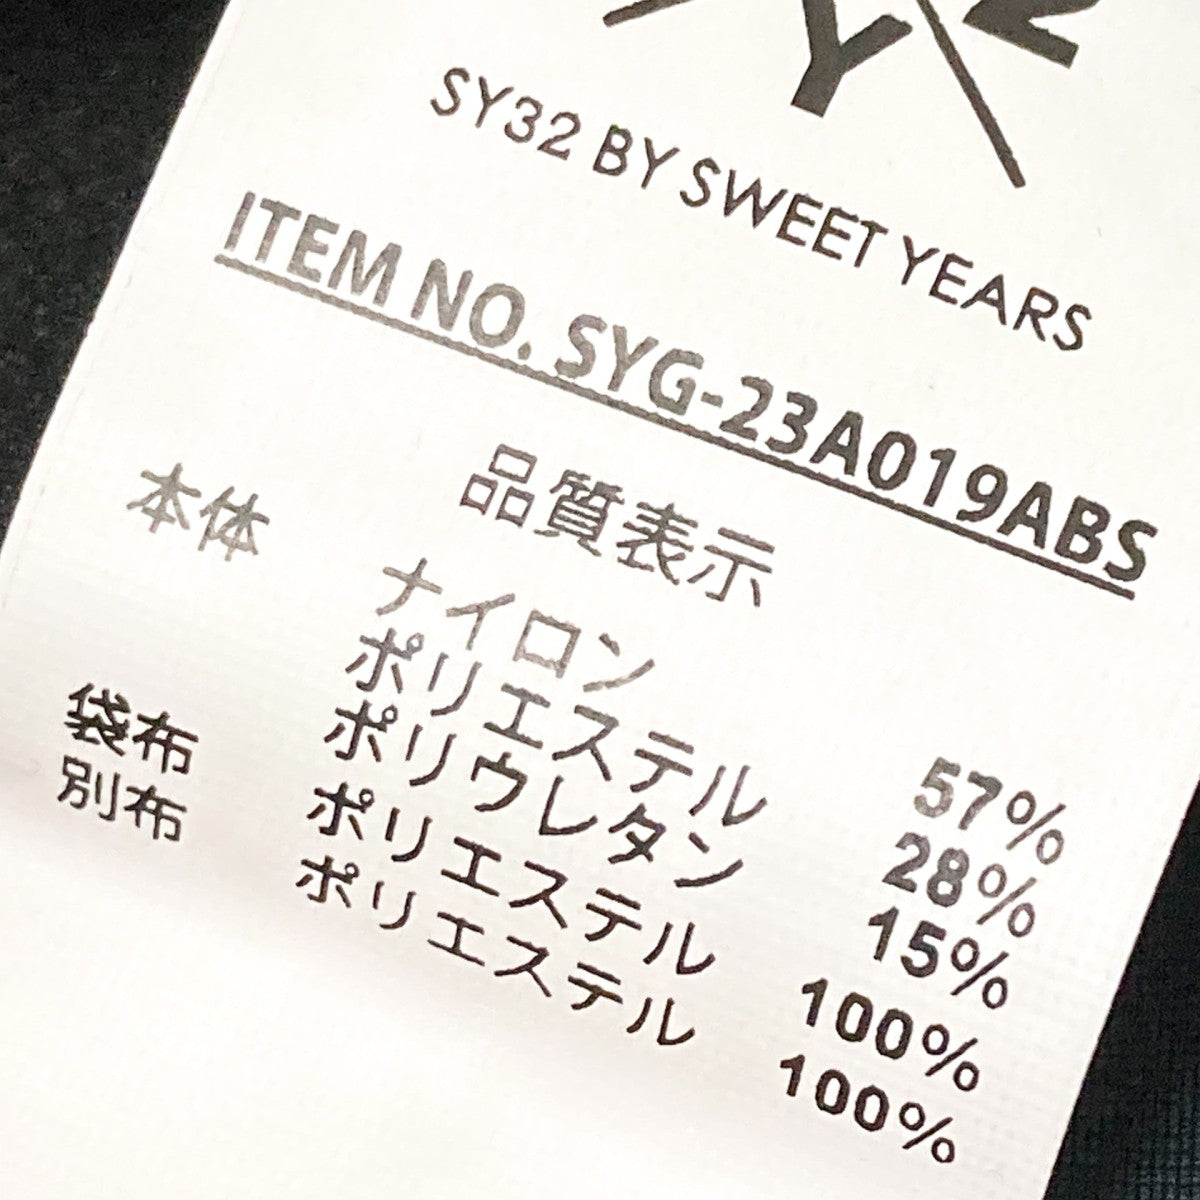 Y 2
SY32 BY SWEET YEARS
ITEM NO. SYG-23A019ABS
品質表示
本体 ナイロン 57%
ポリエステル 28%
ポリウレタン 15%
袋布 ポリエステル 100%
別布 ポリエステル 100%